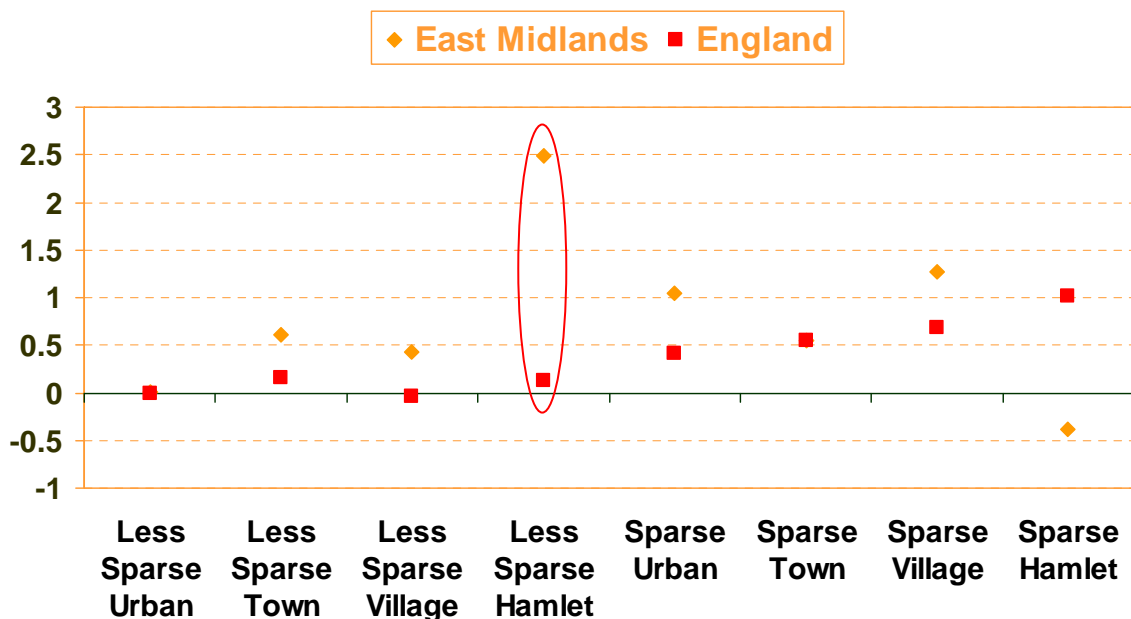 East Midlands England
3
2.5
2
1.5
1
0.5
0
-0.5
-1
Less Sparse Urban
Less Sparse Town
Less Sparse Village
Less Sparse Hamlet
Sparse Urban
Sparse Town
Sparse Village
Sparse Hamlet